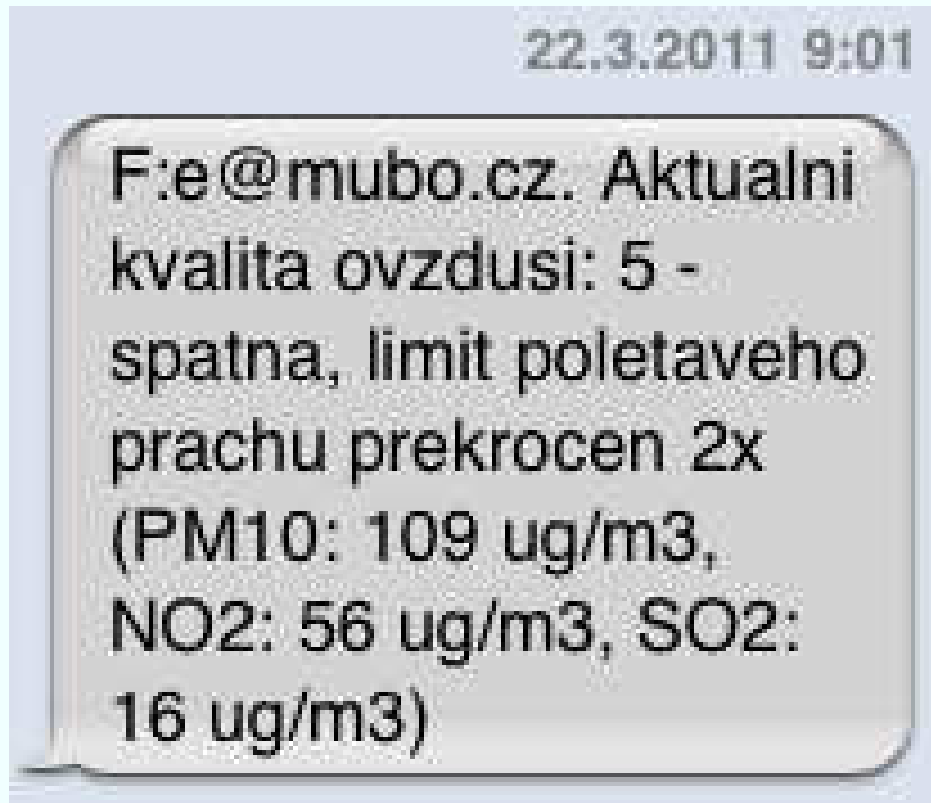 22.3.2011 9:01
F:e@mubo.cz. Aktualni
kvalita ovzdusi: 5 -
spatna, limit poletaveho
prachu prekrocen 2x
(PM10: 109 ug/m3,
NO2: 56 ug/m3, SO2:
16 ug/m3)